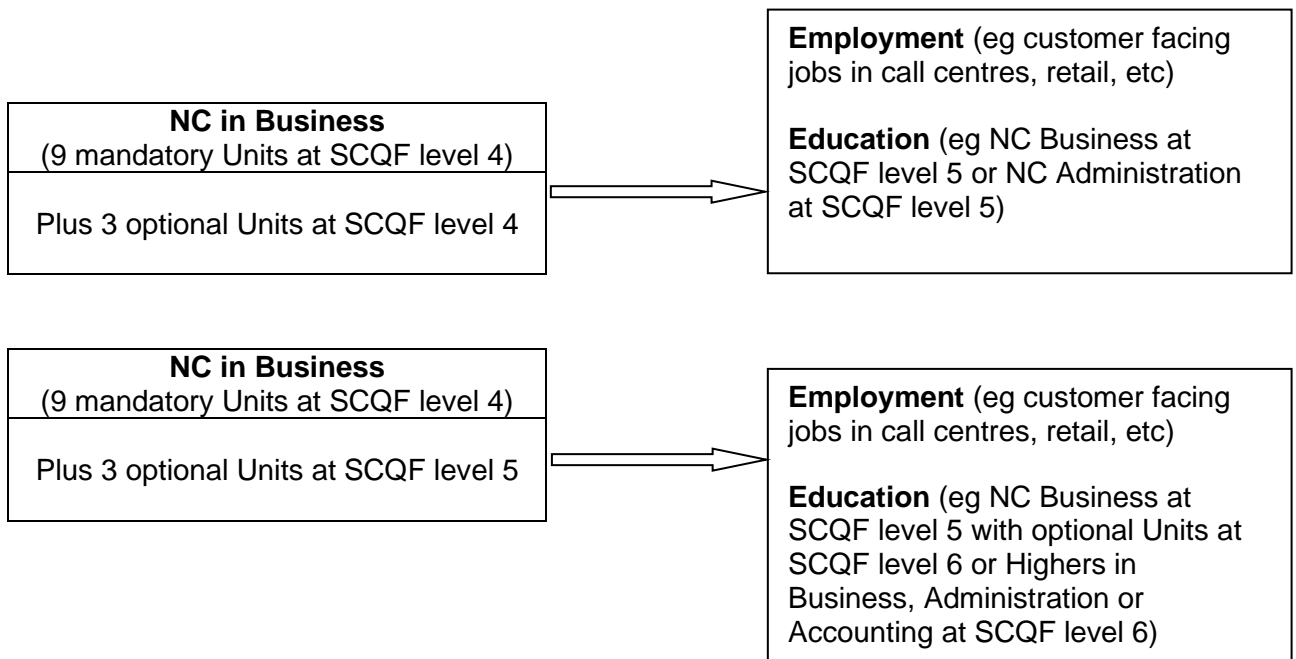 NC in Business
(9 mandatory Units at SCQF level 4)
Plus 3 optional Units at SCQF level 4
Employment (eg customer facing
jobs in call centres, retail, etc)
Education (eg NC Business at
SCQF level 5 or NC Administration
at SCQF level 5)
NC in Business
(9 mandatory Units at SCQF level 4)
Plus 3 optional Units at SCQF level 5
Employment (eg customer facing
jobs in call centres, retail, etc)
Education (eg NC Business at
SCQF level 5 with optional Units at
SCQF level 6 or Highers in
Business, Administration or
Accounting at SCQF level 6)